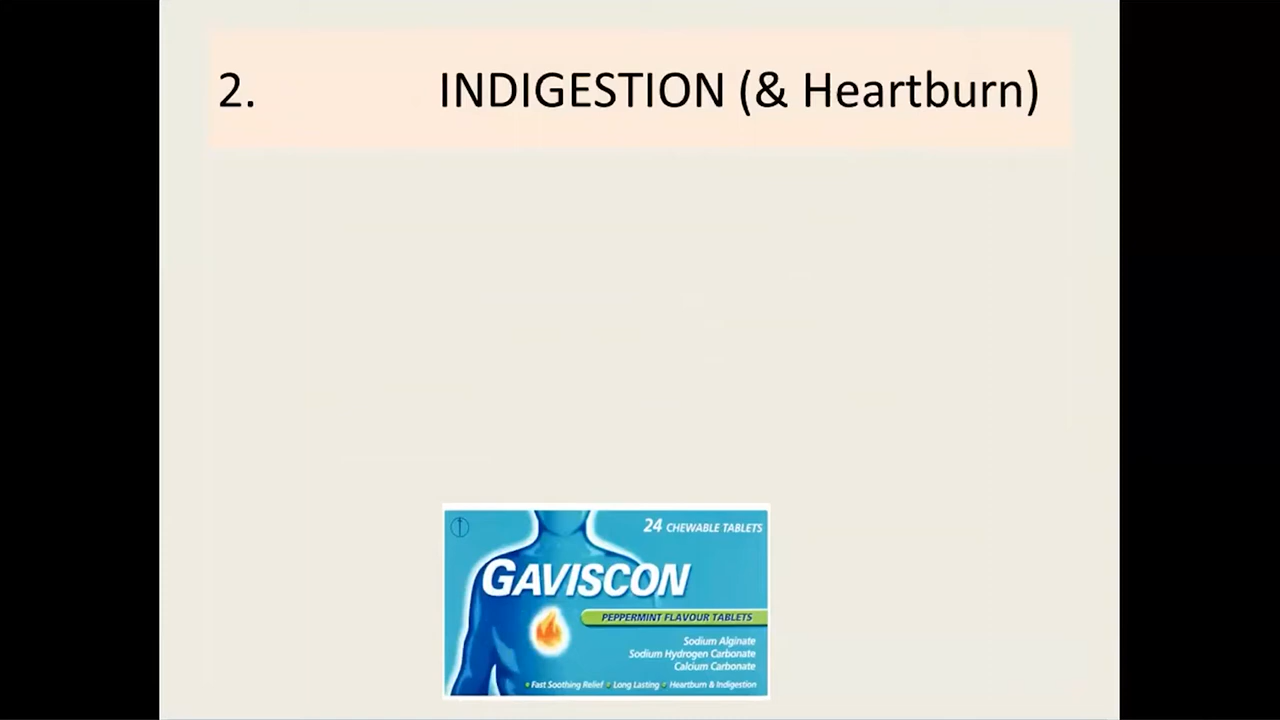 2. INDIGESTION (& Heartburn)
24 CHEWABLE TABLETS
GAVISCON
PEPPERMINT FLAVOUR TABLETS
Sodium Alginate
Sodium Hydrogen Carbonate
Calcium Carbonate
Fast Soothing Relief Long Lasting Heartburn & Indigestion